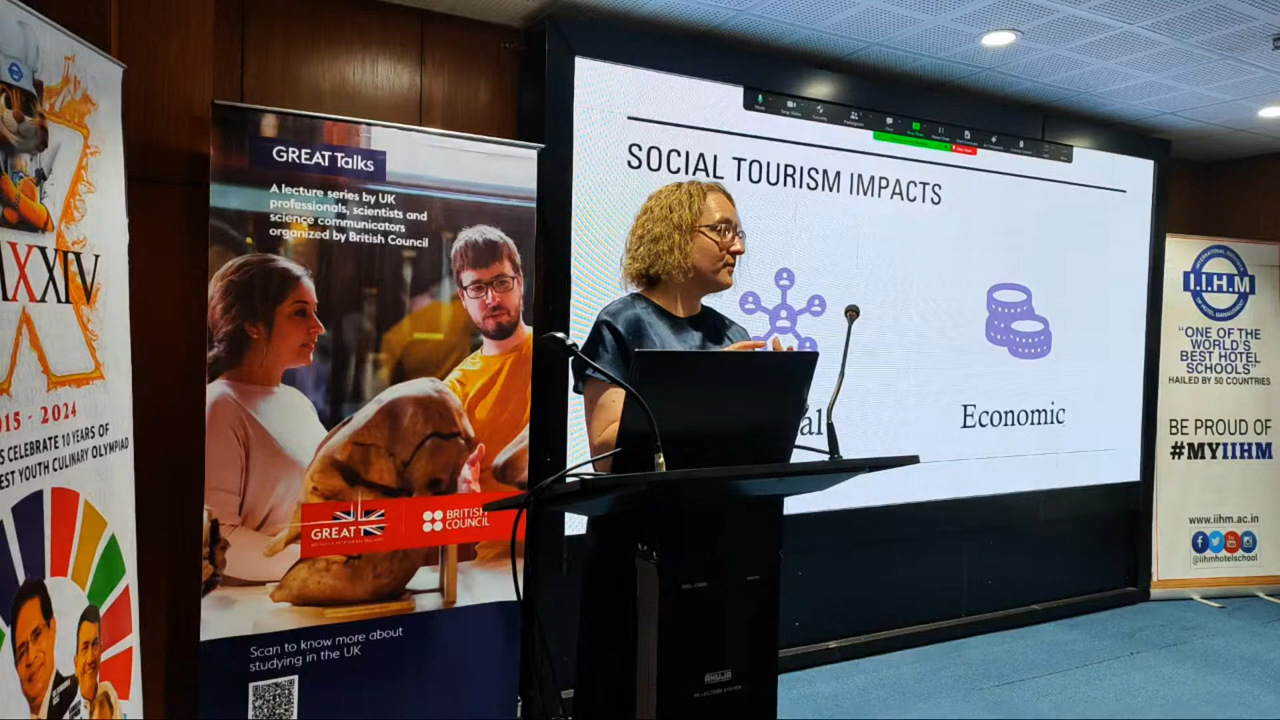 XXIV
2015 - 2024
S CELEBRATE 10 YEARS OF
EST YOUTH CULINARY OLYMPIAD
GREAT Talks
A lecture series by UK
professionals, scientists and
science communicators
organized by British Council
GREAT
BRITISH
COUNCIL
Scan to know more about
studying in the UK
SOCIAL TOURISM IMPACTS
Economic
AHUJA
I.I.H.M
"ONE OF THE
WORLD'S
BEST HOTEL
SCHOOLS"
HAILED BY 50 COUNTRIES
BE PROUD OF
#MYIIHM
www.iihm.ac.in
@iihmhotelschool